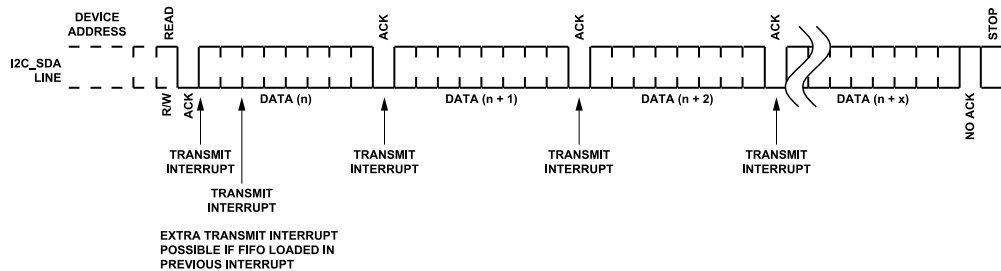 DEVICE
ADDRESS
READ
ACK
ACK
ACK
STOP
I2C_SDA
LINE
R/W
ACK
DATA (n)
DATA (n + 1)
DATA (n + 2)
DATA (n + x)
NO ACK
TRANSMIT
INTERRUPT
TRANSMIT
INTERRUPT
TRANSMIT
INTERRUPT
TRANSMIT
INTERRUPT
TRANSMIT
INTERRUPT
EXTRA TRANSMIT INTERRUPT
POSSIBLE IF FIFO LOADED IN
PREVIOUS INTERRUPT